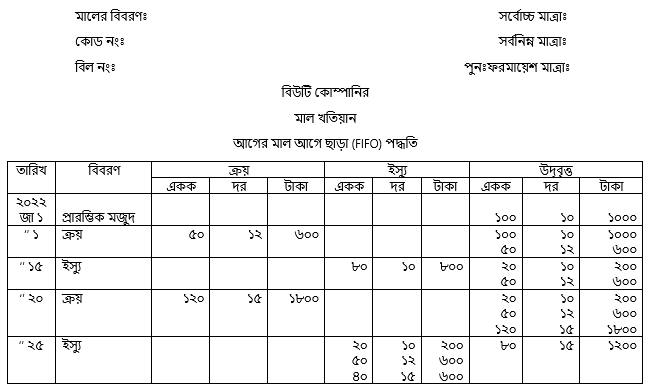 মালের বিবরণঃ সর্বোচ্চ মাত্রাঃ
কোড নংঃ সর্বনিম্ন মাত্রাঃ
বিল নংঃ পুনঃফরমায়েশ মাত্রাঃ
বিউটি কোম্পানির
মাল খতিয়ান
আগের মাল আগে ছাড়া (FIFO) পদ্ধতি
তারিখ বিবরণ ক্রয় ইস্যু উদবৃত্ত
একক দর টাকা একক দর টাকা একক দর টাকা
২০২২
জা ১ প্রারম্ভিক মজুদ ১০০ ১০ ১০০০
“ ১ ক্রয় ৫০ ১২ ৬০০ ১০০ ১০ ১০০০
৫০ ১২ ৬০০
“ ১৫ ইস্যু ৮০ ১০ ৮০০ ২০ ১০ ২০০
৫০ ১২ ৬০০
“ ২০ ক্রয় ১২০ ১৫ ১৮০০ ২০ ১০ ২০০
৫০ ১২ ৬০০
১২০ ১৫ ১৮০০
“ ২৫ ইস্যু ২০ ১০ ২০০ ৮০ ১৫ ১২০০
৫০ ১২ ৬০০
৪০ ১৫ ৬০০